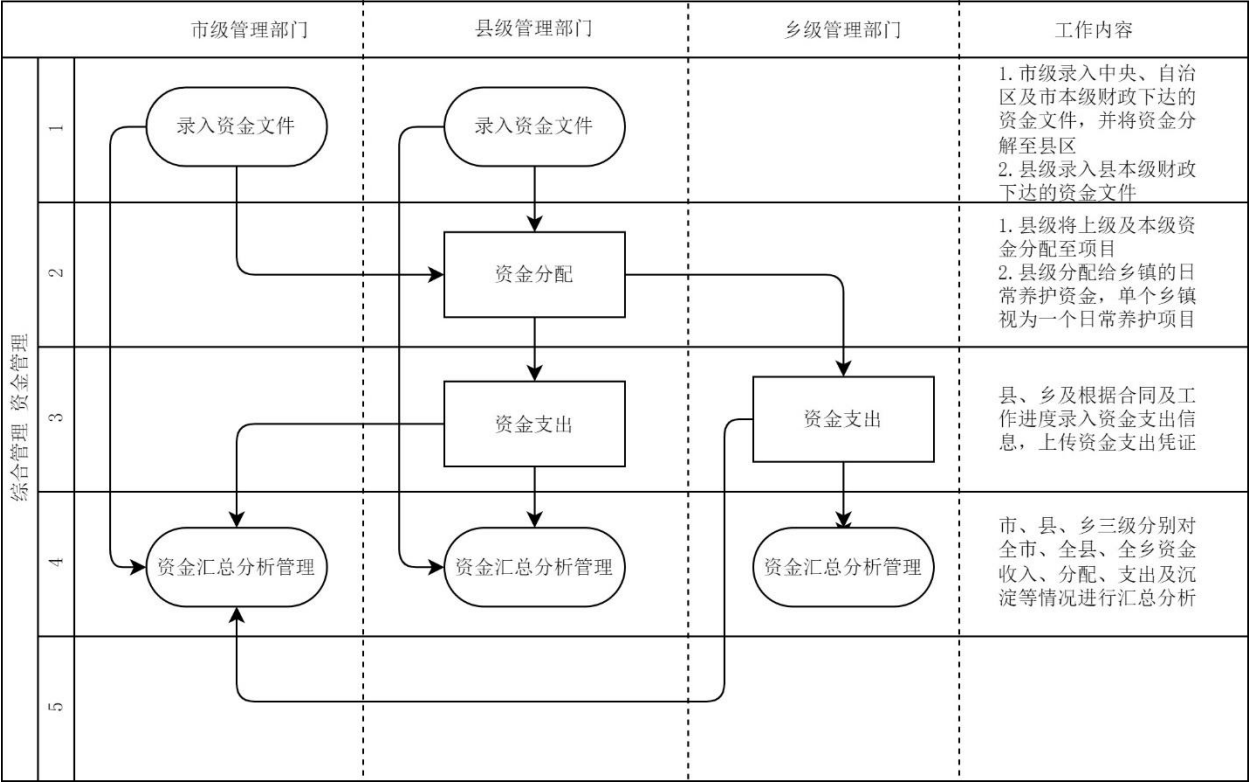 市级管理部门
县级管理部门
乡级管理部门
工作内容
综合管理 资金管理
1
录入资金文件
录入资金文件
1.市级录入中央、自治
区及市本级财政下达的
资金文件，并将资金分
解至县区
2.县级录入县本级财政
下达的资金文件
2
资金分配
1.县级将上级及本级资
金分配至项目
2.县级分配给乡镇的日
常养护资金，单个乡镇
视为一个日常养护项目
3
资金支出
资金支出
县、乡及根据合同及工
作进度录入资金支出信
息，上传资金支出凭证
4
资金汇总分析管理
资金汇总分析管理
资金汇总分析管理
市、县、乡三级分别对
全市、全县、全乡资金
收入、分配、支出及沉
淀等情况进行汇总分析
5